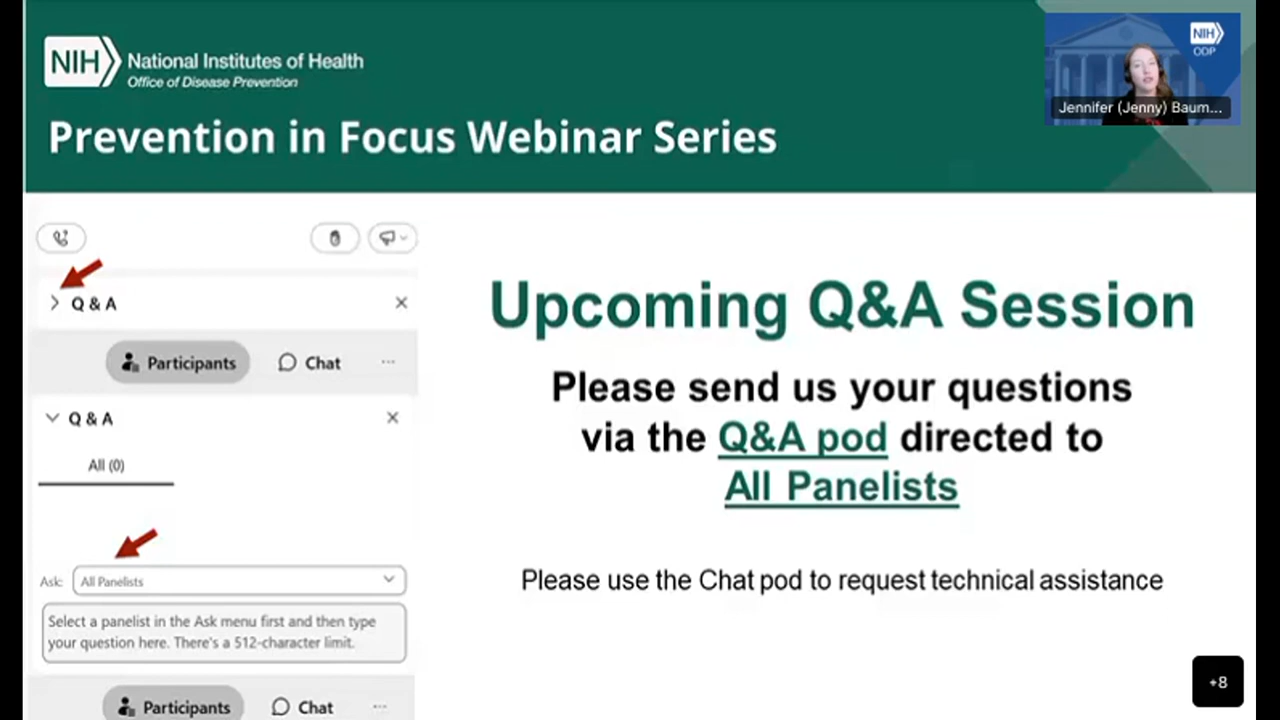 NIH
National Institutes of Health
Office of Disease Prevention
Prevention in Focus Webinar Series
NIH
ODP
Jennifer (Jenny) Baum...
Q & A
Participants
Chat
Q & A
All (0)
Ask:
All Panelists
Select a panelist in the Ask menu first and then type
your question here. There's a 512-character limit.
Participants
Chat
Upcoming Q&A Session
Please send us your questions
via the Q&A pod directed to
All Panelists
Please use the Chat pod to request technical assistance
+8